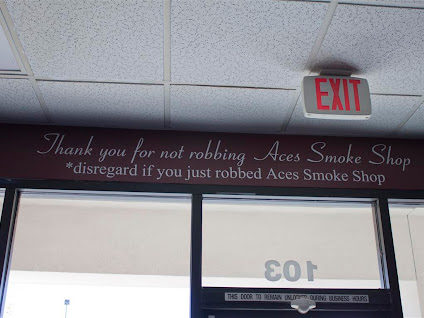 EXIT
Thank you for not robbing Aces Smoke Shop
*disregard if you just robbed Aces Smoke Shop
103
THIS DOOR TO REMAIN UNLOCKED DURING BUSINESS HOURS